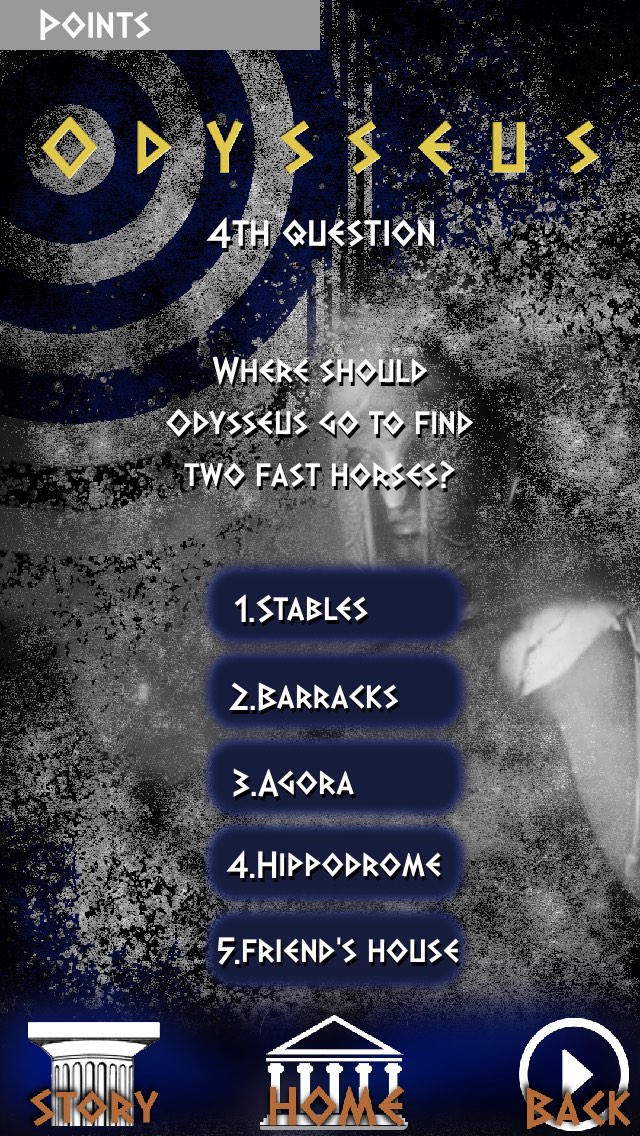 Points
Odysseus
4th question
Where should
Odysseus go to find
two fast horses?
1.Stables
2.Barracks
3.Agora
4.Hippodrome
5.friend's house
Story
Home
Back